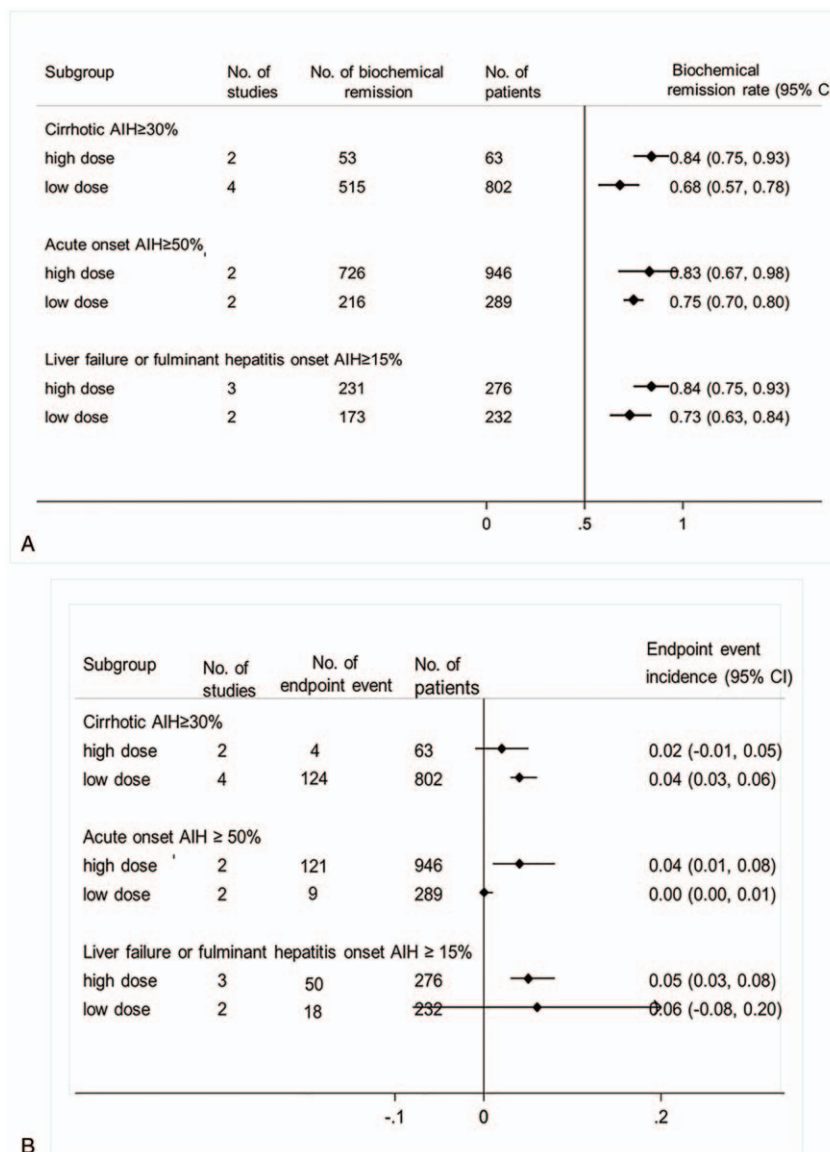 Subgroup No. of studies No. of biochemical remission No. of patients Biochemical remission rate (95% C
Cirrhotic AIH≥30%
high dose 2 53 63 0.84 (0.75, 0.93)
low dose 4 515 802 0.68 (0.57, 0.78)
Acute onset AIH≥50%
high dose 2 726 946 0.83 (0.67, 0.98)
low dose 2 216 289 0.75 (0.70, 0.80)
Liver failure or fulminant hepatitis onset AIH≥15%
high dose 3 231 276 0.84 (0.75, 0.93)
low dose 2 173 232 0.73 (0.63, 0.84)
0 .5 1
A
Subgroup No. of studies No. of endpoint event No. of patients Endpoint event incidence (95% CI)
Cirrhotic AIH≥30%
high dose 2 4 63 0.02 (-0.01, 0.05)
low dose 4 124 802 0.04 (0.03, 0.06)
Acute onset AIH ≥ 50%
high dose 2 121 946 0.04 (0.01, 0.08)
low dose 2 9 289 0.00 (0.00, 0.01)
Liver failure or fulminant hepatitis onset AIH ≥ 15%
high dose 3 50 276 0.05 (0.03, 0.08)
low dose 2 18 232 0.06 (-0.08, 0.20)
-.1 0 .2
B